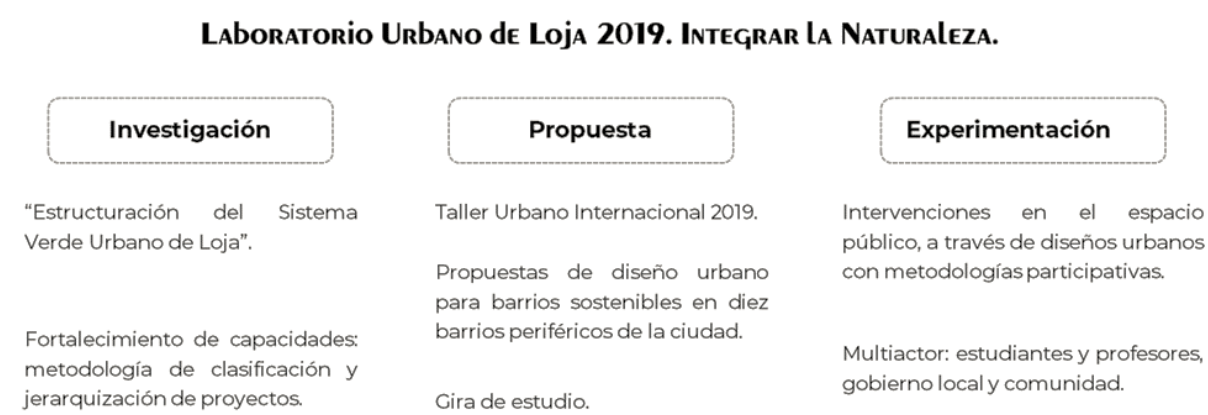 Laboratorio Urbano de Loja 2019. Integrar la Naturaleza.
Investigación
"Estructuración del Sistema
Verde Urbano de Loja".
Fortalecimiento de capacidades:
metodología de clasificación y
jerarquización de proyectos.
Propuesta
Taller Urbano Internacional 2019.
Propuestas de diseño urbano
para barrios sostenibles en diez
barrios periféricos de la ciudad.
Gira de estudio.
Experimentación
Intervenciones en el espacio
público, a través de diseños urbanos
con metodologías participativas.
Multiactor: estudiantes y profesores,
gobierno local y comunidad.